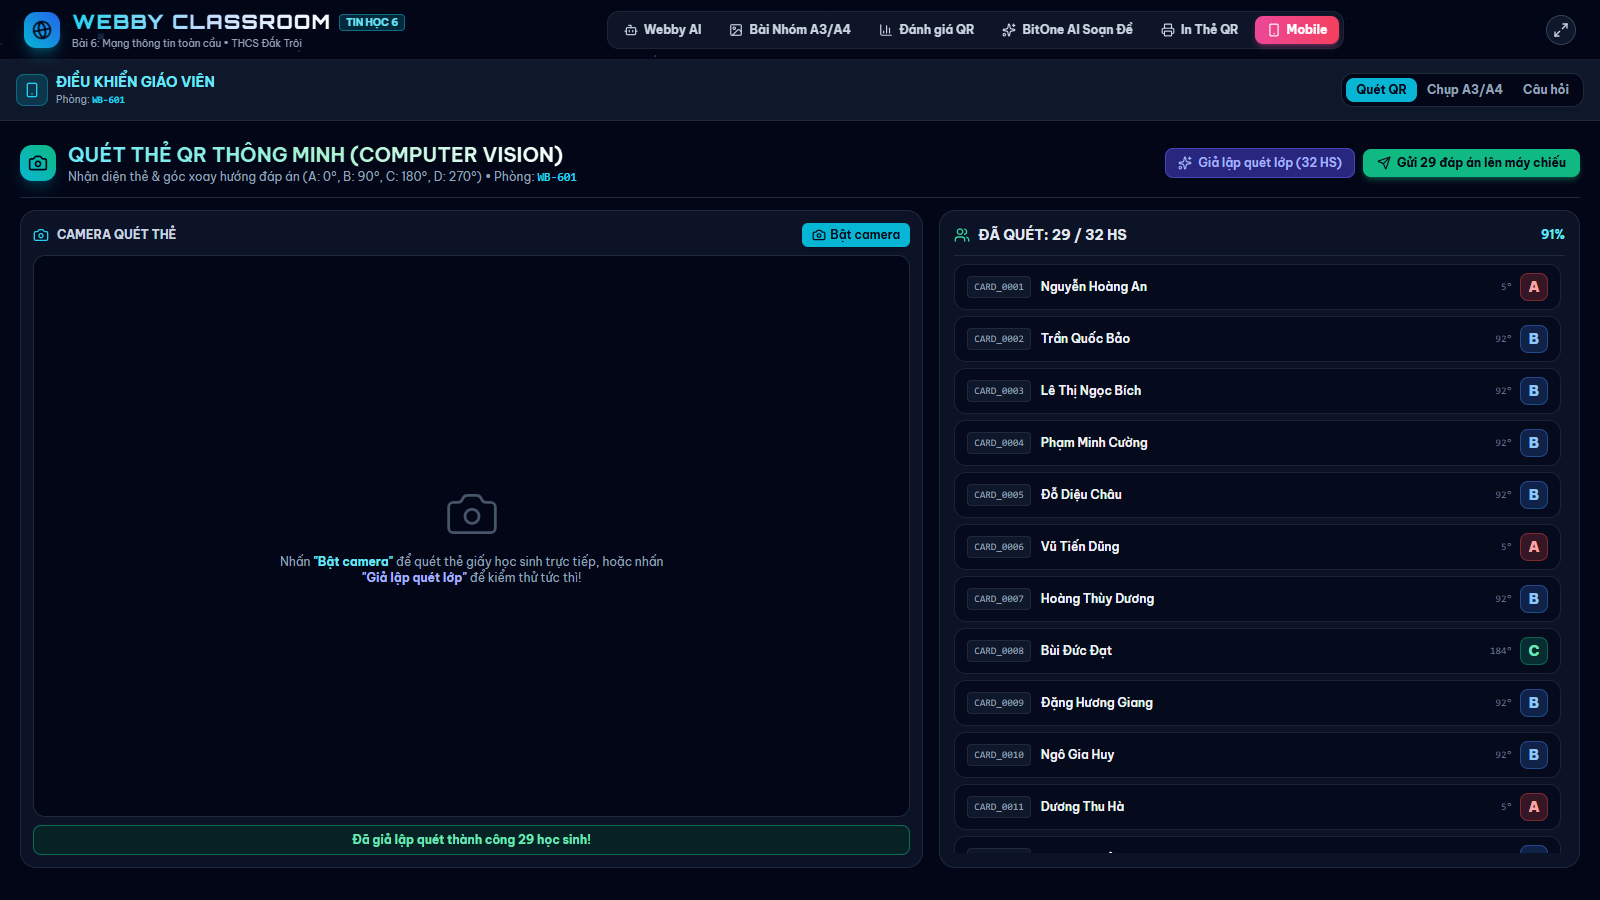 WEBBY CLASSROOM TIN HỌC 6
Bài 6: Mạng thông tin toàn cầu • THCS Đắk Trôi
Webby AI
Bài Nhóm A3/A4
Đánh giá QR
BitOne AI Soạn Đề
In Thẻ QR
Mobile
ĐIỀU KHIỂN GIÁO VIÊN
Phòng: WB-601
Quét QR
Chụp A3/A4
Câu hỏi
QUÉT THẺ QR THÔNG MINH (COMPUTER VISION)
Nhận diện thẻ & góc xoay hướng đáp án (A: 0°, B: 90°, C: 180°, D: 270°) • Phòng: WB-601
Giả lập quét lớp (32 HS)
Gửi 29 đáp án lên máy chiếu
CAMERA QUÉT THẺ
Bật camera
Nhấn "Bật camera" để quét thẻ giấy học sinh trực tiếp, hoặc nhấn
"Giả lập quét lớp" để kiểm thử tức thì!
Đã giả lập quét thành công 29 học sinh!
ĐÃ QUÉT: 29 / 32 HS
91%
CARD_0001 Nguyễn Hoàng An 5° A
CARD_0002 Trần Quốc Bảo 92° B
CARD_0003 Lê Thị Ngọc Bích 92° B
CARD_0004 Phạm Minh Cường 92° B
CARD_0005 Đỗ Diệu Châu 92° B
CARD_0006 Vũ Tiến Dũng 5° A
CARD_0007 Hoàng Thùy Dương 92° B
CARD_0008 Bùi Đức Đạt 184° C
CARD_0009 Đặng Hương Giang 92° B
CARD_0010 Ngô Gia Huy 92° B
CARD_0011 Dương Thu Hà 5° A